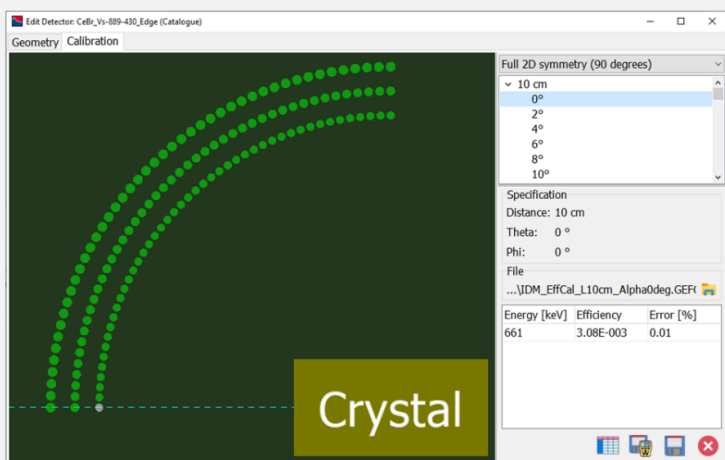 Edit Detector: CeBr_Vs-889-430_Edge (Catalogue)
Geometry Calibration
Full 2D symmetry (90 degrees)
10 cm
0°
2°
4°
6°
8°
10°
Specification
Distance: 10 cm
Theta: 0 °
Phi: 0 °
File
...\IDM_EffCal_L10cm_Alpha0deg.GEF(
Energy [keV] Efficiency Error [%]
661 3.08E-003 0.01
Crystal